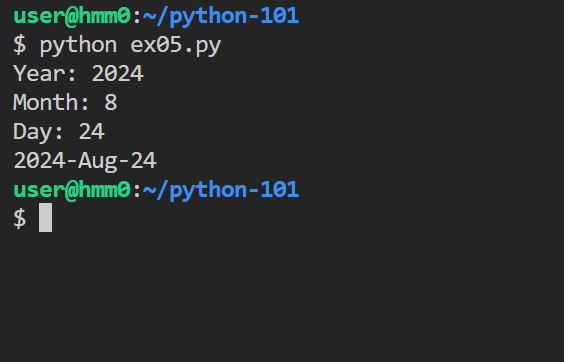 user@hmm0:~/python-101
$ python ex05.py
Year: 2024
Month: 8
Day: 24
2024-Aug-24
user@hmm0:~/python-101
$